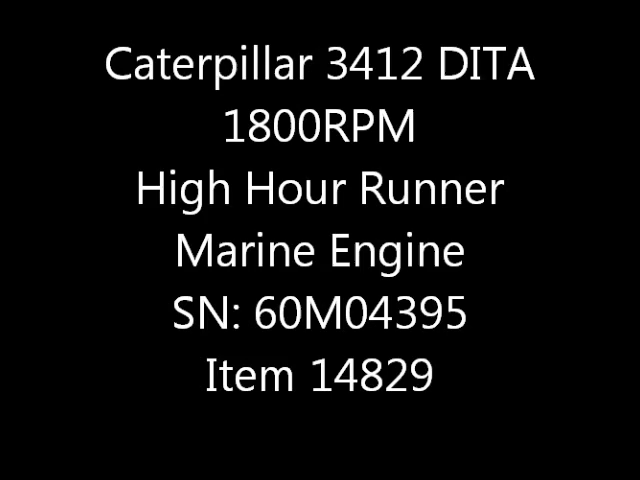 Caterpillar 3412 DITA
1800RPM
High Hour Runner
Marine Engine
SN: 60M04395
Item 14829